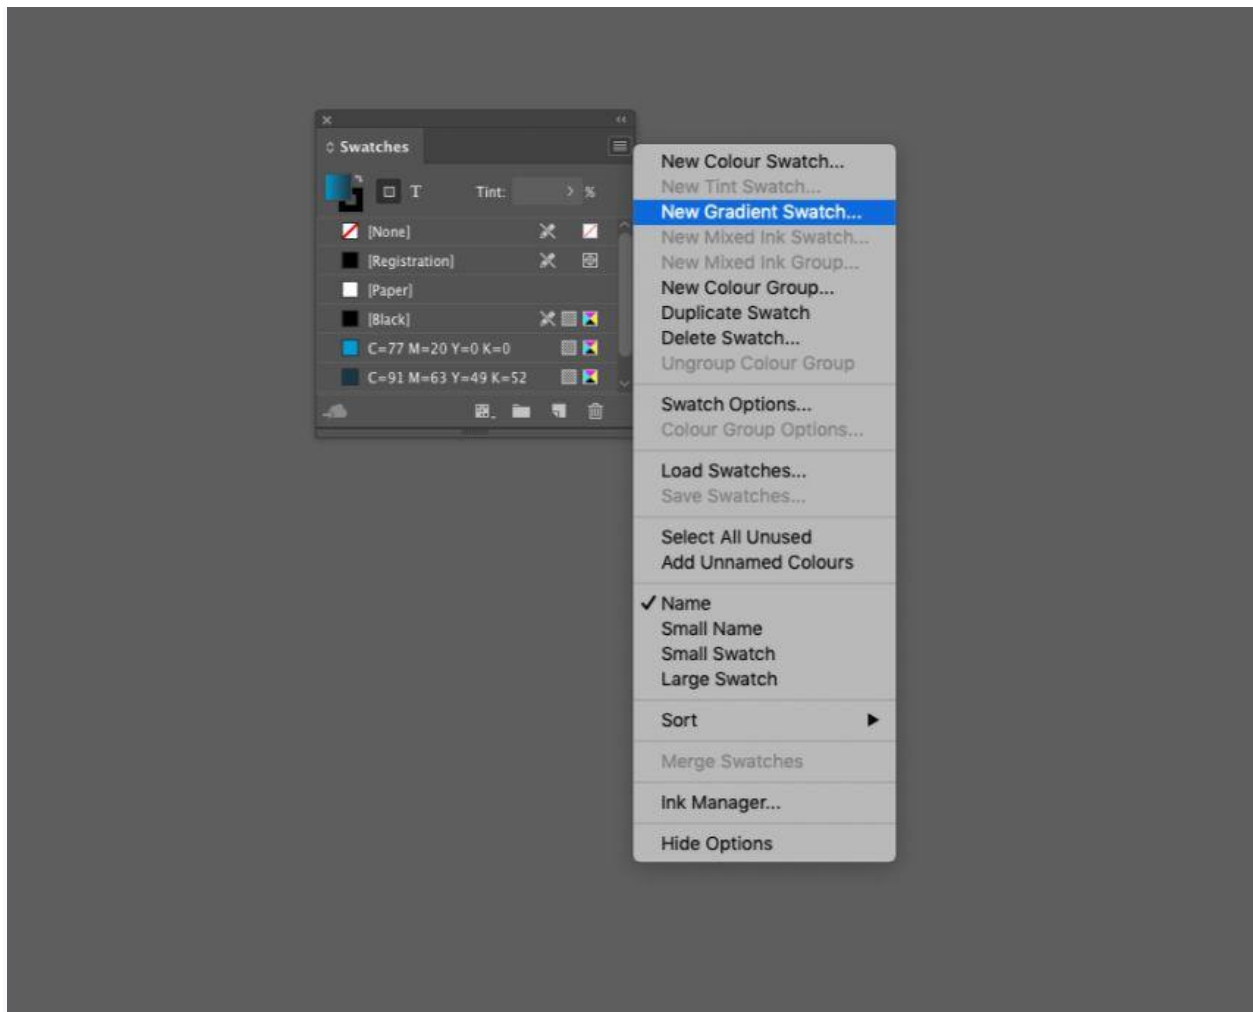 Swatches
T Tint: %
[None]
[Registration]
[Paper]
[Black]
C=77 M=20 Y=0 K=0
C=91 M=63 Y=49 K=52
New Colour Swatch...
New Tint Swatch...
New Gradient Swatch...
New Mixed Ink Swatch...
New Mixed Ink Group...
New Colour Group...
Duplicate Swatch
Delete Swatch...
Ungroup Colour Group
Swatch Options...
Colour Group Options...
Load Swatches...
Save Swatches...
Select All Unused
Add Unnamed Colours
Name
Small Name
Small Swatch
Large Swatch
Sort
Merge Swatches
Ink Manager...
Hide Options